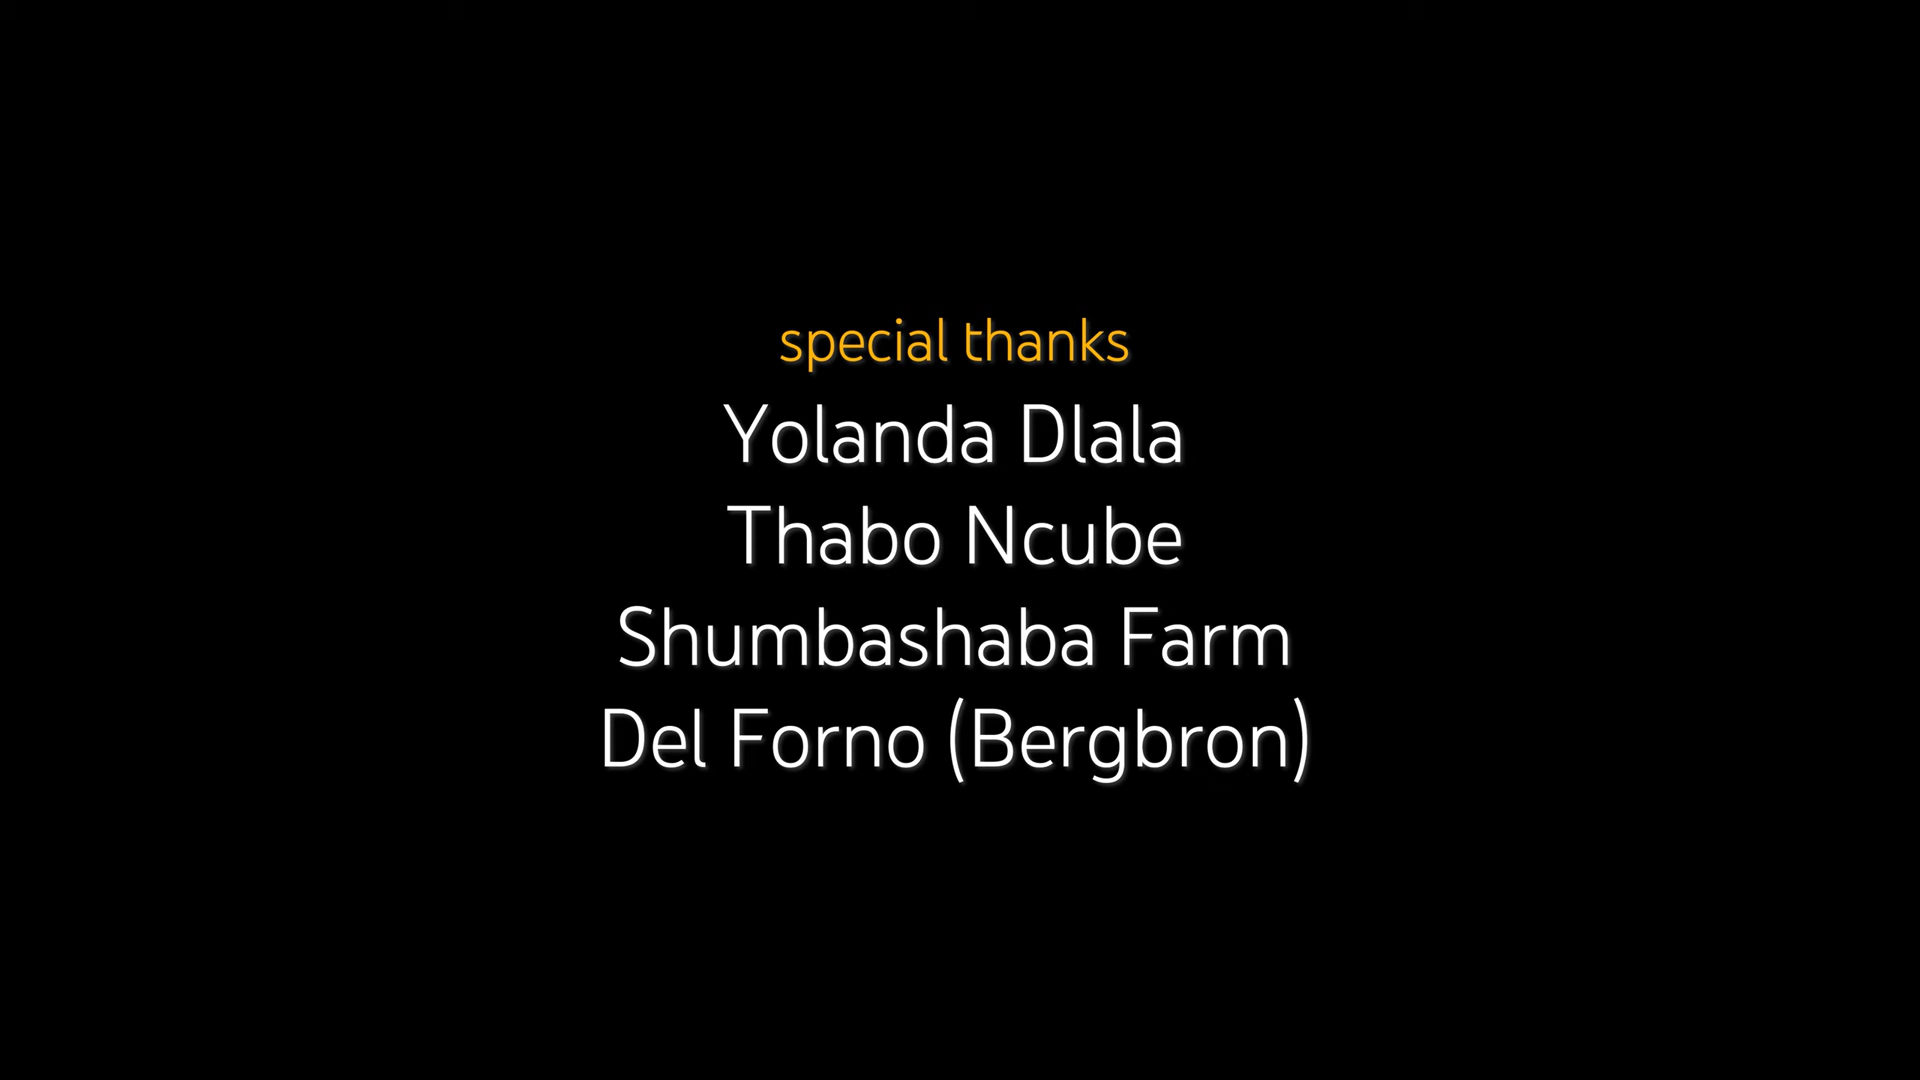 special thanks
Yolanda Dlala
Thabo Ncube
Shumbashaba Farm
Del Forno (Bergbron)